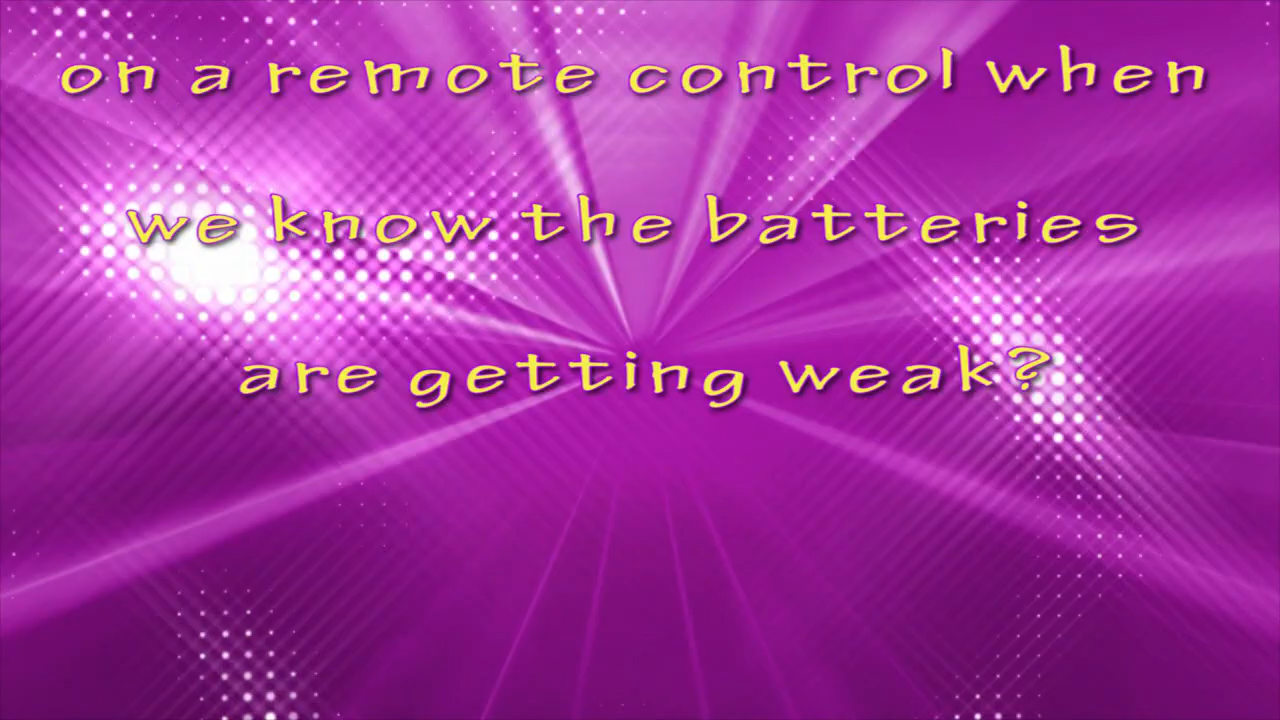 on a remote control when
we know the batteries
are getting weak?